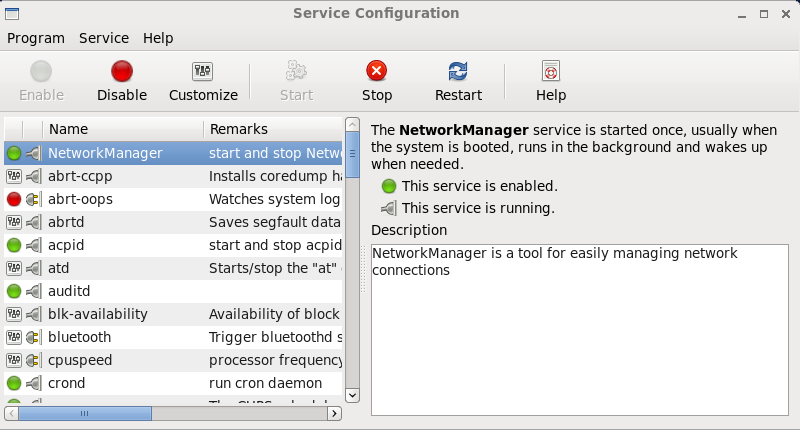 Service Configuration
Program Service Help
Enable Disable Customize Start Stop Restart Help
Name Remarks
NetworkManager start and stop Netw
abrt-ccpp Installs coredump ha
abrt-oops Watches system log
abrtd Saves segfault data
acpid start and stop acpid
atd Starts/stop the "at"
auditd
blk-availability Availability of block
bluetooth Trigger bluetoothd s
cpuspeed processor frequency
crond run cron daemon
The NetworkManager service is started once, usually when
the system is booted, runs in the background and wakes up
when needed.
This service is enabled.
This service is running.
Description
NetworkManager is a tool for easily managing network
connections